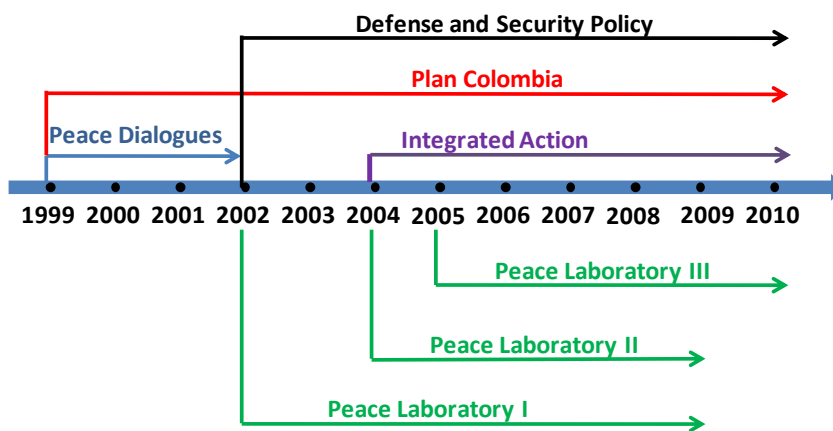 Defense and Security Policy
Plan Colombia
Peace Dialogues
Integrated Action
1999 2000 2001 2002 2003 2004 2005 2006 2007 2008 2009 2010
Peace Laboratory III
Peace Laboratory II
Peace Laboratory I